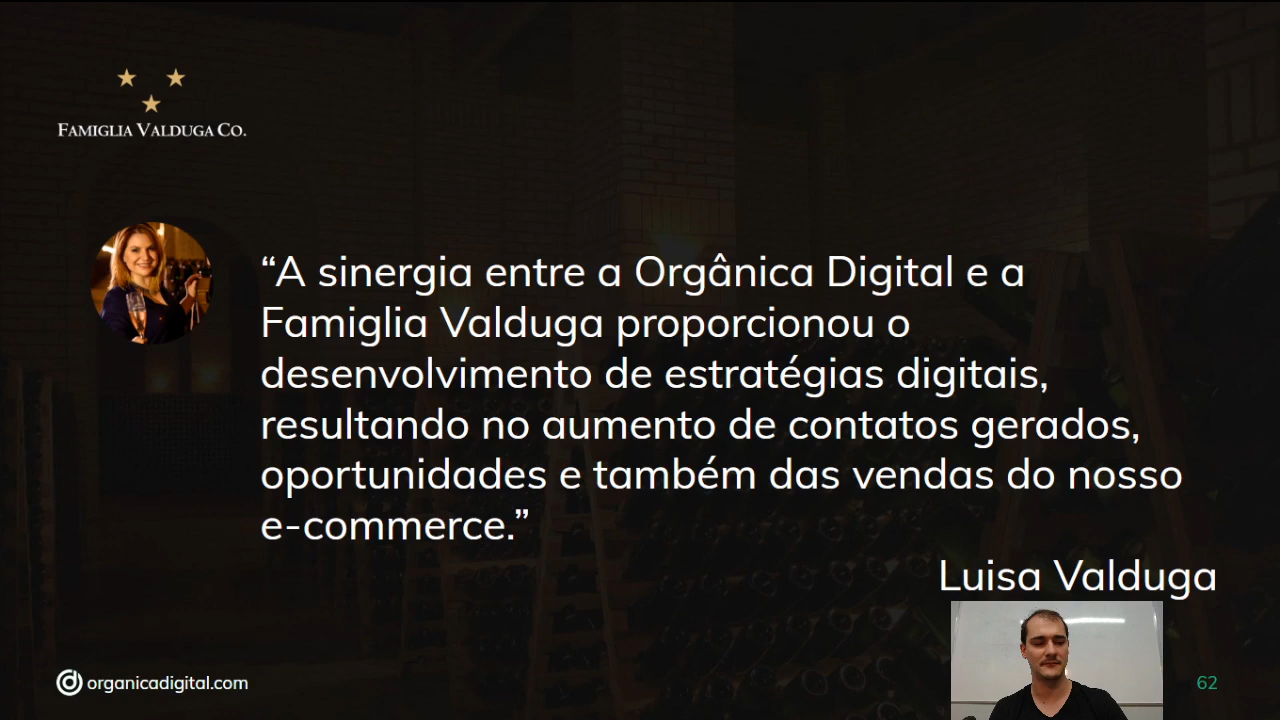 FAMIGLIA VALDUGA CO.
“A sinergia entre a Orgânica Digital e a
Famiglia Valduga proporcionou o
desenvolvimento de estratégias digitais,
resultando no aumento de contatos gerados,
oportunidades e também das vendas do nosso
e-commerce.”
Luisa Valduga
organicadigital.com
62